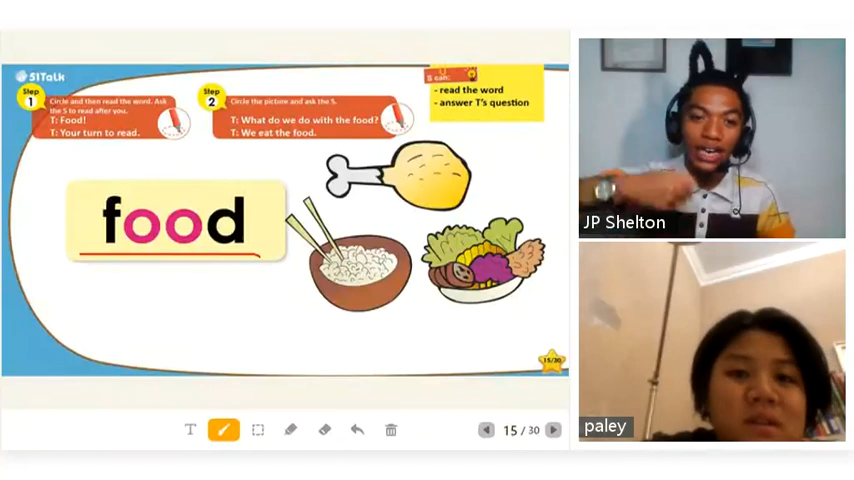 51Talk
Step
1
Circle and then read the word. Ask
the S to read after you.
T: Food!
T: Your turn to read.
Step
2
Circle the picture and ask the S.
T: What do we do with the food?
T: We eat the food.
S can:
- read the word
- answer T's question
food
15/30
JP Shelton
paley
T
15 / 30